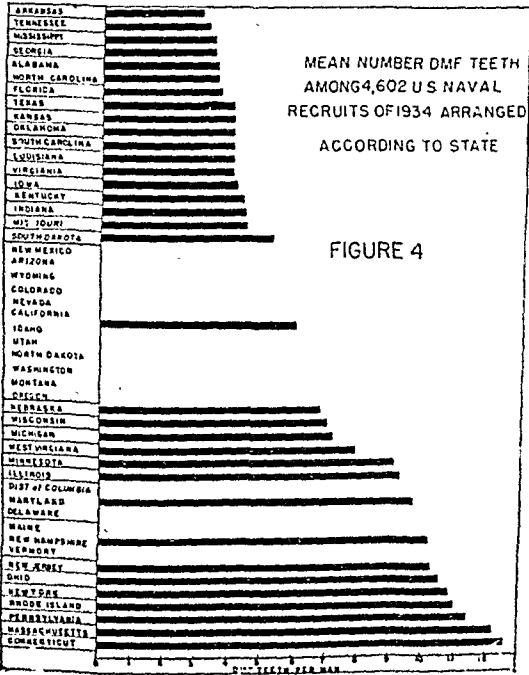 ARKANSAS
TENNESSEE
MISSISSIPPI
GEORGIA
ALABAMA
NORTH CAROLINA
FLORIDA
TEXAS
KANSAS
OKLAHOMA
SOUTH CAROLINA
LOUISIANA
VIRGINIA
IOWA
KENTUCKY
INDIANA
MISSOURI
SOUTH DAKOTA
NEW MEXICO
ARIZONA
WYOMING
COLORADO
NEVADA
CALIFORNIA
IDAHO
UTAH
NORTH DAKOTA
WASHINGTON
MONTANA
OREGON
NEBRASKA
WISCONSIN
MICHIGAN
WEST VIRGIANA
MINNESOTA
ILLINOIS
DIST of COLUMBIA
MARYLAND
DELAWARE
MAINE
NEW HAMPSHIRE
VERMONT
NEW JERSEY
OHIO
NEW YORK
RHODE ISLAND
PENNSYLVANIA
MASSACHUSETTS
CONNECTICUT
MEAN NUMBER DMF TEETH
AMONG 4,602 U S NAVAL
RECRUITS OF 1934 ARRANGED
ACCORDING TO STATE
FIGURE 4
TEETH PER MAN